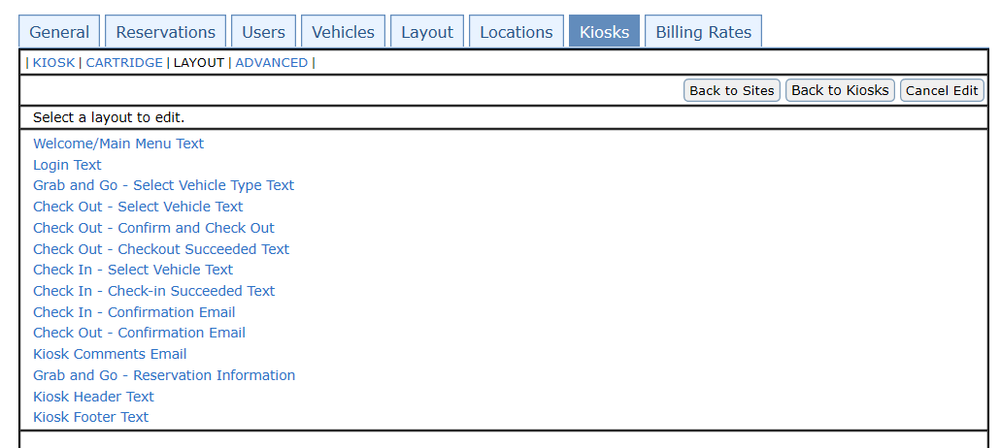 General Reservations Users Vehicles Layout Locations Kiosks Billing Rates
| KIOSK | CARTRIDGE | LAYOUT | ADVANCED |
Back to Sites Back to Kiosks Cancel Edit
Select a layout to edit.
Welcome/Main Menu Text
Login Text
Grab and Go - Select Vehicle Type Text
Check Out - Select Vehicle Text
Check Out - Confirm and Check Out
Check Out - Checkout Succeeded Text
Check In - Select Vehicle Text
Check In - Check-in Succeeded Text
Check In - Confirmation Email
Check Out - Confirmation Email
Kiosk Comments Email
Grab and Go - Reservation Information
Kiosk Header Text
Kiosk Footer Text